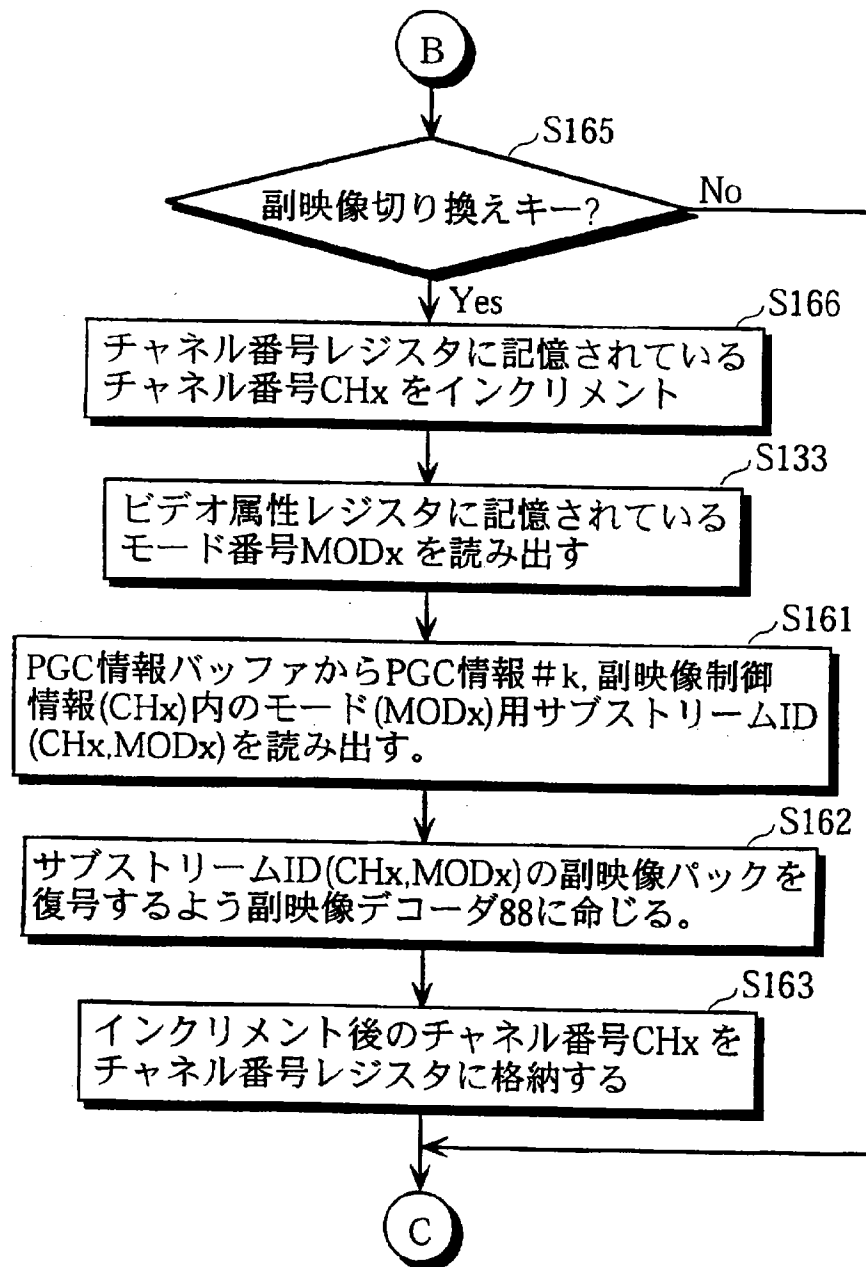 B
S165
副映像切り換えキー?
No
Yes
S166
チャネル番号レジスタに記憶されている
チャネル番号CHxをインクリメント
S133
ビデオ属性レジスタに記憶されている
モード番号MODxを読み出す
S161
PGC情報バッファからPGC情報#k,副映像制御
情報(CHx)内のモード(MODx)用サブストリームID
(CHx,MODx)を読み出す。
S162
サブストリームID(CHx,MODx)の副映像パックを
復号するよう副映像デコーダ88に命じる。
S163
インクリメント後のチャネル番号CHxを
チャネル番号レジスタに格納する
C